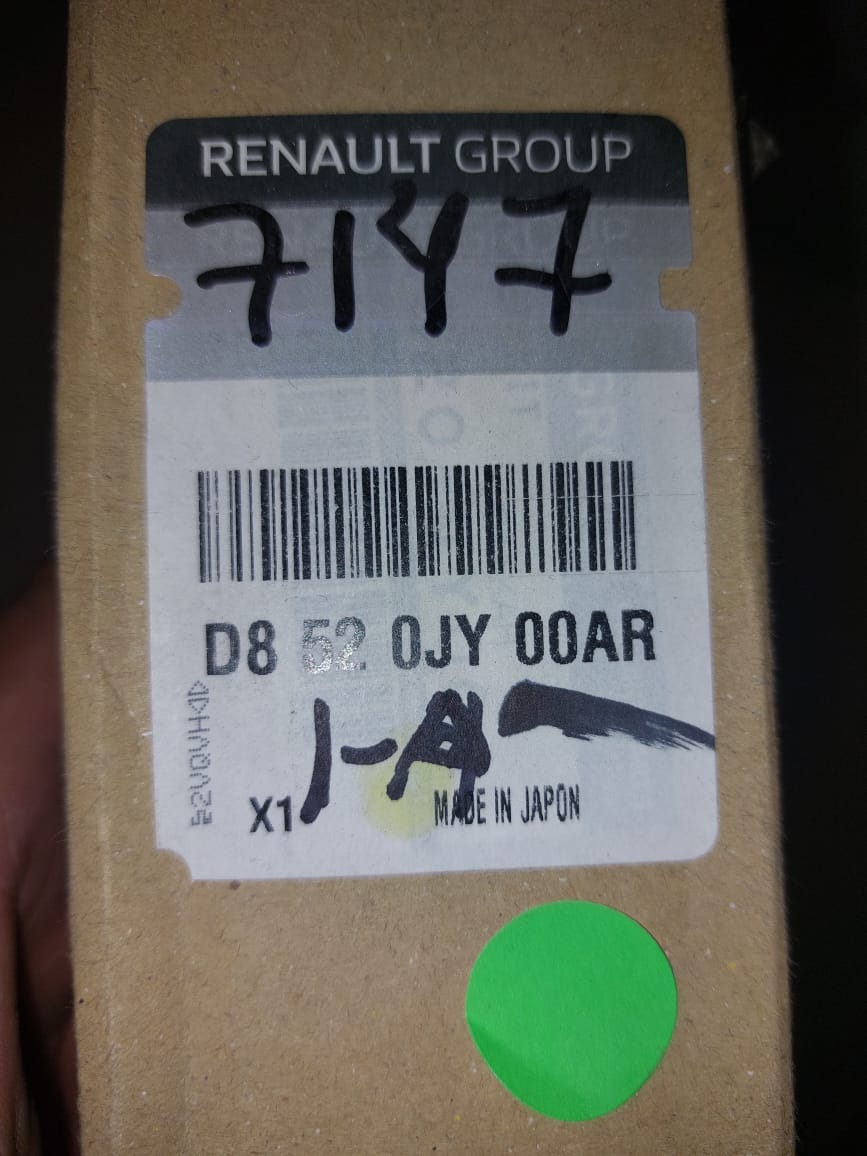 RENAULT GROUP
7147
D8 52 0JY 00AR
1-A
X1
MADE IN JAPON